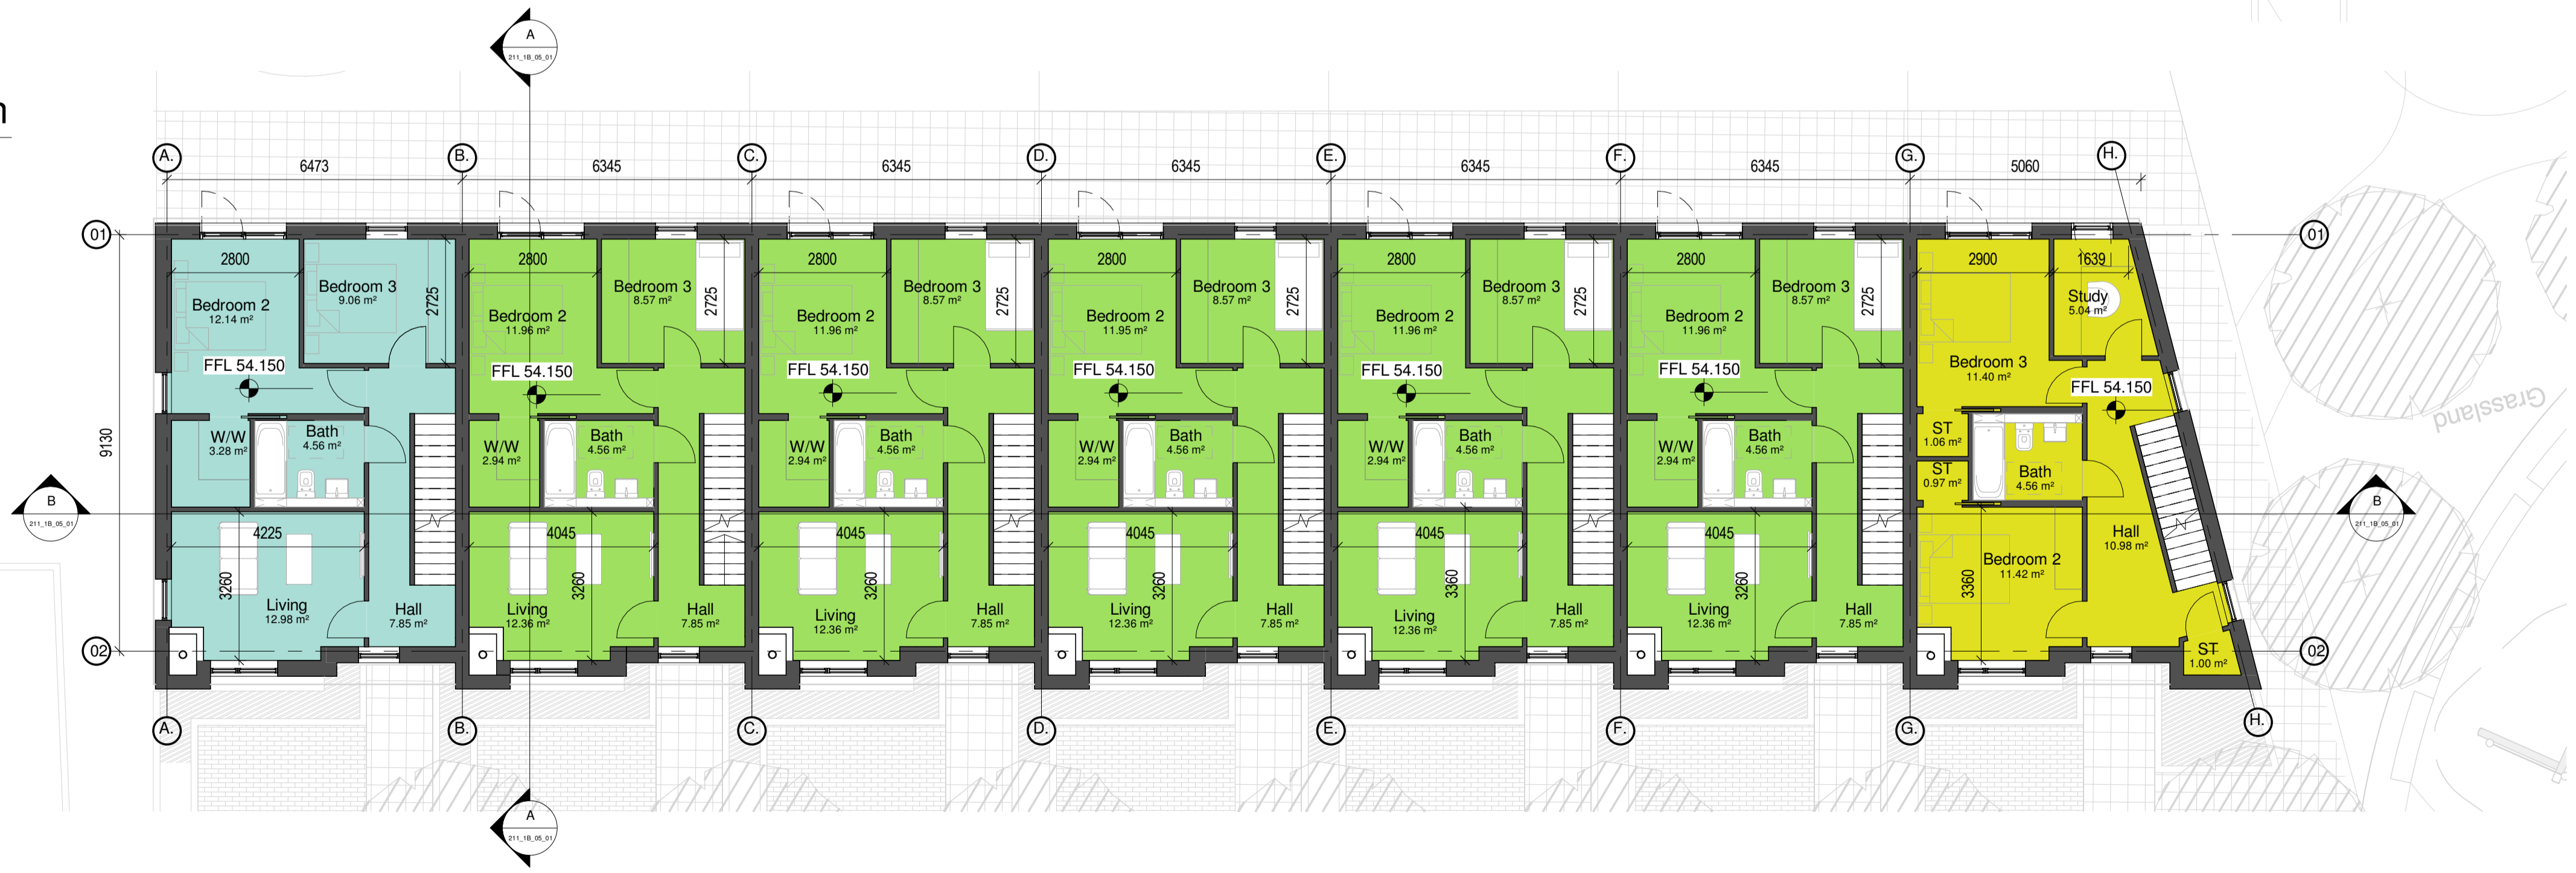 A
211_1B_05_01
n
A.
B.
C.
D.
E.
F.
G.
H.
6473
6345
6345
6345
6345
6345
5060
01
01
9130
2800
Bedroom 2
12.14 m²
Bedroom 3
9.06 m²
2725
FFL 54.150
W/W
3.28 m²
Bath
4.56 m²
4225
3260
Living
12.98 m²
Hall
7.85 m²
2800
Bedroom 2
11.96 m²
Bedroom 3
8.57 m²
2725
FFL 54.150
W/W
2.94 m²
Bath
4.56 m²
4045
3260
Living
12.36 m²
Hall
7.85 m²
2800
Bedroom 2
11.96 m²
Bedroom 3
8.57 m²
2725
FFL 54.150
W/W
2.94 m²
Bath
4.56 m²
4045
3260
Living
12.36 m²
Hall
7.85 m²
2800
Bedroom 2
11.95 m²
Bedroom 3
8.57 m²
2725
FFL 54.150
W/W
2.94 m²
Bath
4.56 m²
4045
3260
Living
12.36 m²
Hall
7.85 m²
2800
Bedroom 2
11.96 m²
Bedroom 3
8.57 m²
2725
FFL 54.150
W/W
2.94 m²
Bath
4.56 m²
4045
3360
Living
12.36 m²
Hall
7.85 m²
2800
Bedroom 2
11.96 m²
Bedroom 3
8.57 m²
2725
FFL 54.150
W/W
2.94 m²
Bath
4.56 m²
4045
3260
Living
12.36 m²
Hall
7.85 m²
2900
1639
Study
5.04 m²
Bedroom 3
11.40 m²
FFL 54.150
ST
1.06 m²
ST
0.97 m²
Bath
4.56 m²
Hall
10.98 m²
Bedroom 2
11.42 m²
3360
ST
1.00 m²
Grassland
B
211_1B_05_01
B
211_1B_05_01
02
02
A.
B.
C.
D.
E.
F.
G.
H.
A
211_1B_05_01